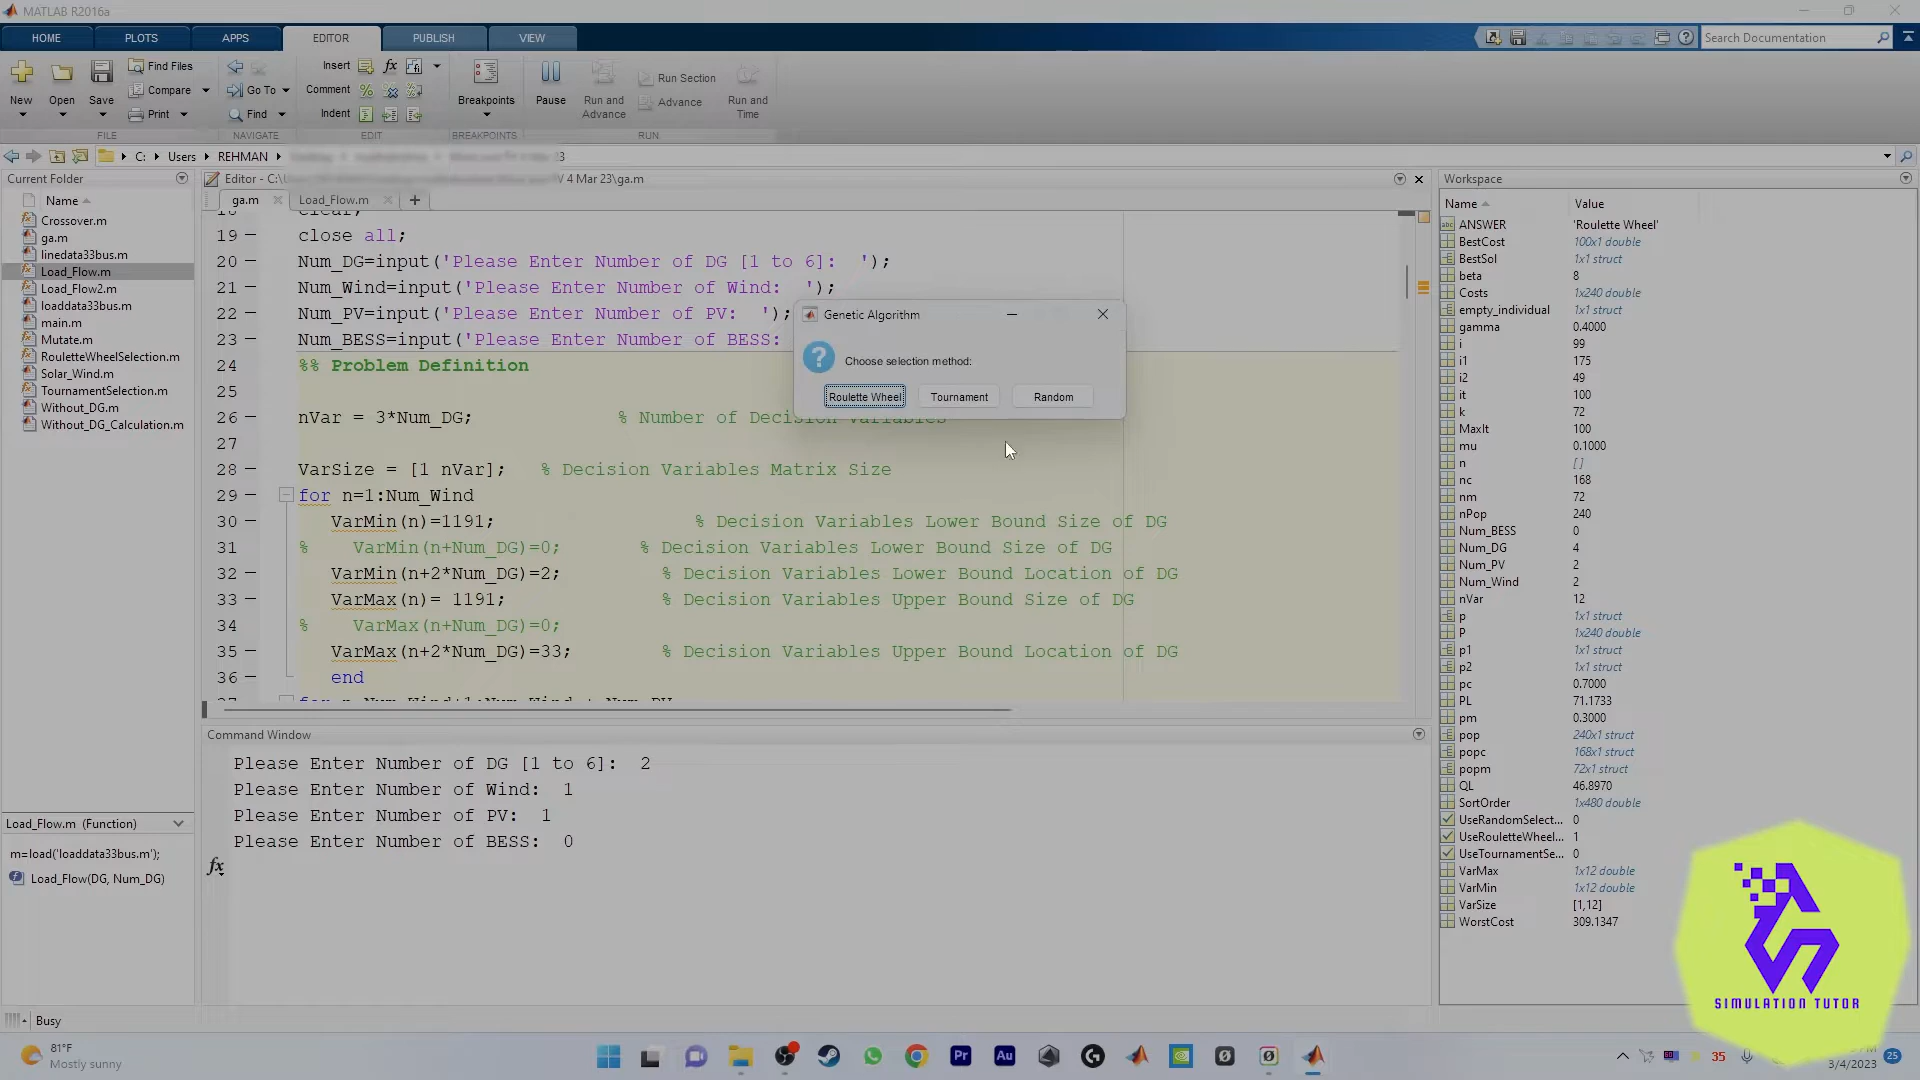 MATLAB R2016a
HOME PLOTS APPS EDITOR PUBLISH VIEW
Search Documentation
New
Open
Save
Find Files
Compare
Print
Go To
Find
Insert
Comment
Indent
fx
Breakpoints
Pause
Run and Advance
Run Section
Advance
Run and Time
FILE NAVIGATE EDIT BREAKPOINTS RUN
C: Users REHMAN
Current Folder
Name
Crossover.m
ga.m
linedata33bus.m
Load_Flow.m
Load_Flow2.m
loaddata33bus.m
main.m
Mutate.m
RouletteWheelSelection.m
Solar_Wind.m
TournamentSelection.m
Without_DG.m
Without_DG_Calculation.m
Load_Flow.m (Function)
m=load('loaddata33bus.m');
Load_Flow(DG, Num_DG)
Editor - C:\
V 4 Mar 23\ga.m
ga.m Load_Flow.m
18 clear;
19 close all;
20 Num_DG=input('Please Enter Number of DG [1 to 6]:  ');
21 Num_Wind=input('Please Enter Number of Wind:  ');
22 Num_PV=input('Please Enter Number of PV:  ');
23 Num_BESS=input('Please Enter Number of BESS:
24 %% Problem Definition
25
26 nVar = 3*Num_DG; % Number of Decision Variables
27
28 VarSize = [1 nVar]; % Decision Variables Matrix Size
29 for n=1:Num_Wind
30 VarMin(n)=1191; % Decision Variables Lower Bound Size of DG
31 % VarMin(n+Num_DG)=0; % Decision Variables Lower Bound Size of DG
32 VarMin(n+2*Num_DG)=2; % Decision Variables Lower Bound Location of DG
33 VarMax(n)= 1191; % Decision Variables Upper Bound Size of DG
34 % VarMax(n+Num_DG)=0;
35 VarMax(n+2*Num_DG)=33; % Decision Variables Upper Bound Location of DG
36 end
Genetic Algorithm
Choose selection method:
Roulette Wheel Tournament Random
Command Window
Please Enter Number of DG [1 to 6]:  2
Please Enter Number of Wind:  1
Please Enter Number of PV:  1
Please Enter Number of BESS:  0
fx
Workspace
Name Value
ANSWER 'Roulette Wheel'
BestCost 100x1 double
BestSol 1x1 struct
beta 8
Costs 1x240 double
empty_individual 1x1 struct
gamma 0.4000
i 99
i1 175
i2 49
it 100
k 72
MaxIt 100
mu 0.1000
n []
nc 168
nm 72
nPop 240
Num_BESS 0
Num_DG 4
Num_PV 2
Num_Wind 2
nVar 12
p 1x1 struct
P 1x240 double
p1 1x1 struct
p2 1x1 struct
pc 0.7000
PL 71.1733
pm 0.3000
pop 240x1 struct
popc 168x1 struct
popm 72x1 struct
QL 46.8970
SortOrder 1x480 double
UseRandomSelect... 0
UseRouletteWheel... 1
UseTournamentSe... 0
VarMax 1x12 double
VarMin 1x12 double
VarSize [1,12]
WorstCost 309.1347
SIMULATION TUTOR
Busy
81°F
Mostly sunny
Pr
Au
35
3/4/2023
25